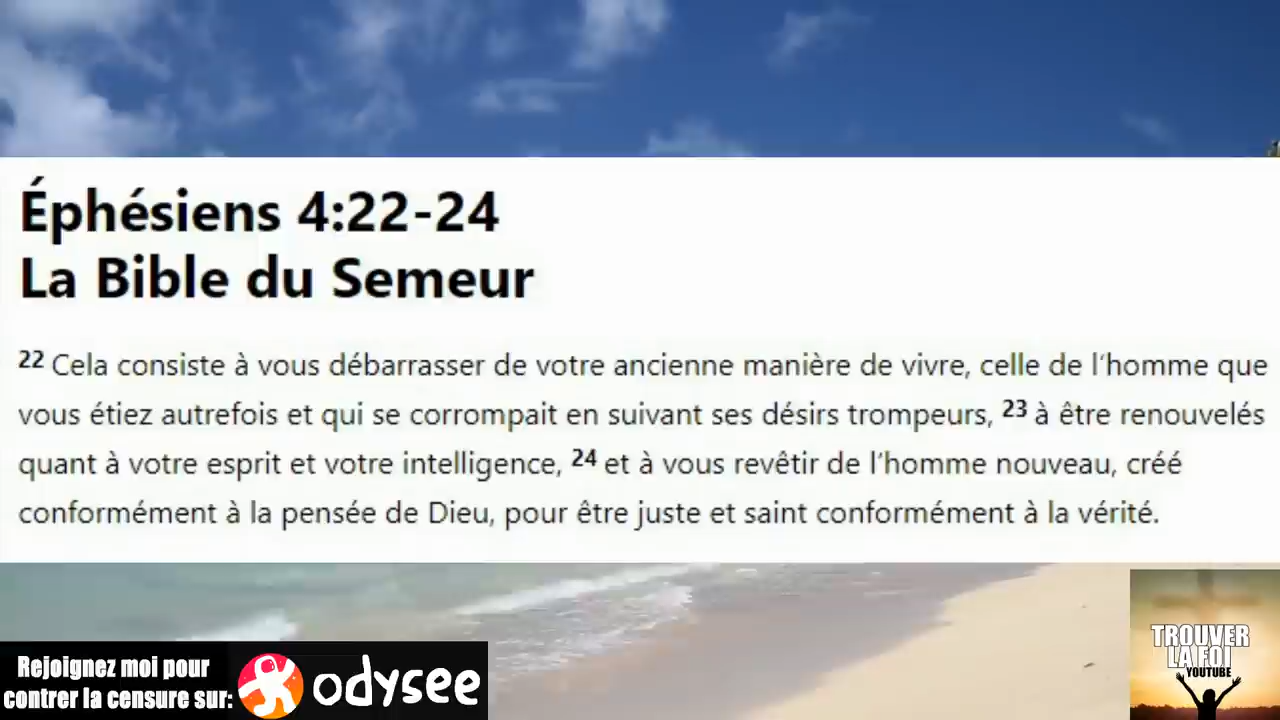 Éphésiens 4:22-24
La Bible du Semeur
22 Cela consiste à vous débarrasser de votre ancienne manière de vivre, celle de l’homme que
vous étiez autrefois et qui se corrompait en suivant ses désirs trompeurs, 23 à être renouvelés
quant à votre esprit et votre intelligence, 24 et à vous revêtir de l’homme nouveau, créé
conformément à la pensée de Dieu, pour être juste et saint conformément à la vérité.
Rejoignez moi pour
contrer la censure sur:
odysee
TROUVER
LA FOI
YOUTUBE